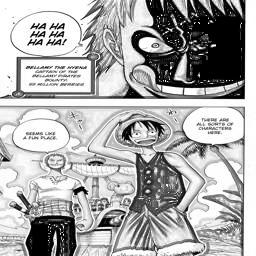 HA HA
HA HA
HA HA!
BELLAMY THE HYENA
CAPTAIN OF THE
BELLAMY PIRATES
BOUNTY:
55 MILLION BERRIES
SEEMS LIKE
A FUN PLACE.
THERE ARE
ALL SORTS OF
CHARACTERS
HERE.